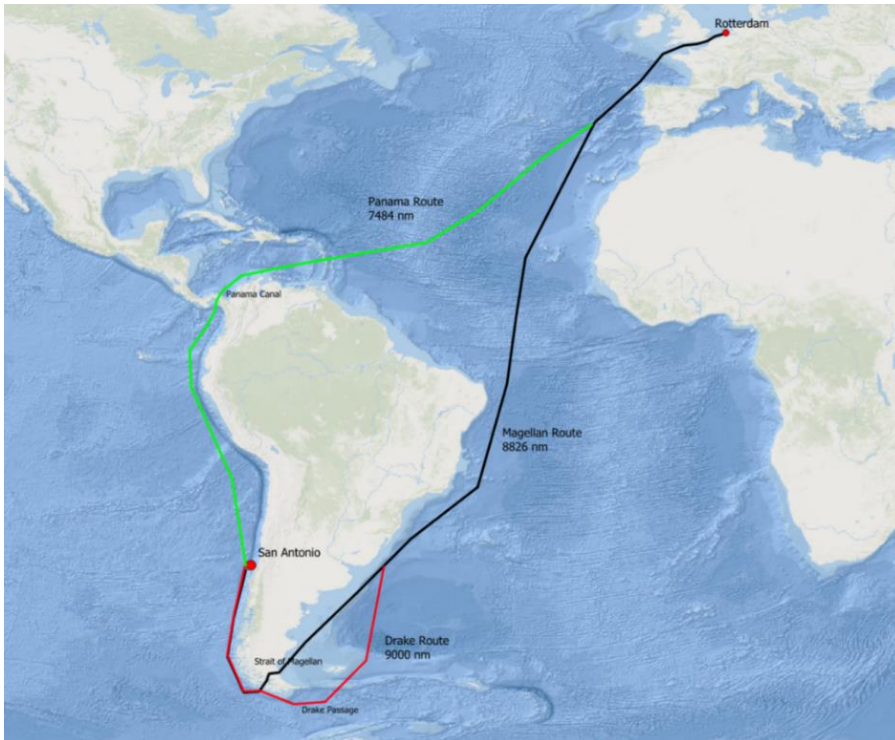 Rotterdam
Panama Route
7484 nm
Panama Canal
Magellan Route
8826 nm
San Antonio
Drake Route
9000 nm
Strait of Magellan
Drake Passage